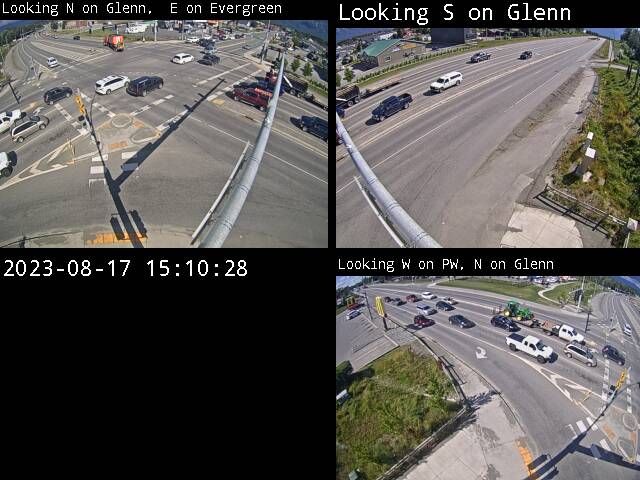 Looking N on Glenn,  E on Evergreen
Looking S on Glenn
2023-08-17 15:10:28
Looking W on PW, N on Glenn